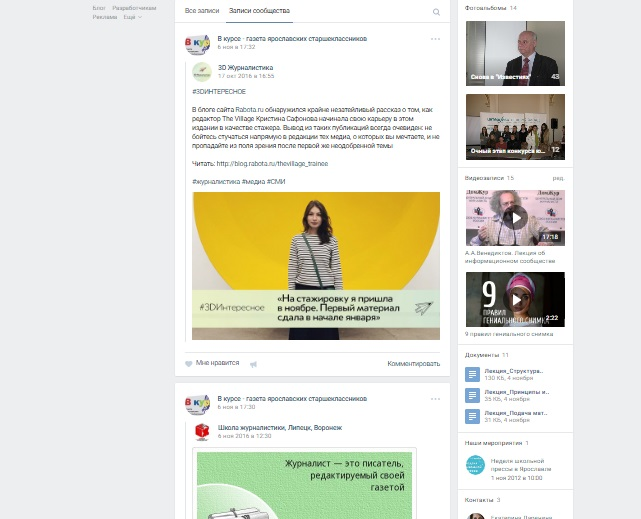 Блог Разработчикам
Реклама Ещё
Все записи Записи сообщества
В курсе - газета ярославских старшеклассников
6 ноя в 17:32
3D Журналистика
17 окт 2016 в 16:55
#3DИНТЕРЕСНОЕ
В блоге сайта Rabota.ru обнаружился крайне незатейливый рассказ о том, как
редактор The Village Кристина Сафонова начинала свою карьеру в этом
издании в качестве стажера. Вывод из таких публикаций всегда очевиден: не
бойтесь стучаться напрямую в редакции тех медиа, о которых вы мечтаете, и не
пропадайте из поля зрения после первой же неодобренной темы
Читать: http://blog.rabota.ru/thevillage_trainee
#журналистика #медиа #СМИ
#3DИнтересное
«На стажировку я пришла
в ноябре. Первый материал
сдала в начале января»
Мне нравится Комментировать
В курсе - газета ярославских старшеклассников
6 ноя в 17:30
Школа журналистики, Липецк, Воронеж
6 ноя 2016 в 12:30
Журналист — это писатель,
редактируемый своей
газетой
Фотоальбомы 14
Снова в "Известиях" 43
Очный этап конкурса ю... 12
Видеозаписи 15 ред.
17:18
А.А.Венедиктов. Лекция об
информационном сообществе
9
ПРАВИЛ
ГЕНИАЛЬНОГО СНИМКА
2:22
9 правил гениального снимка
Документы 11
Лекция_Структура..
130 КБ, 4 ноября
Лекция_Принципы и..
35 КБ, 4 ноября
Лекция_Подача мат..
31 КБ, 4 ноября
Наши мероприятия 1
Неделя школьной
прессы в Ярославле
1 ноя 2012 в 10:00
Контакты 3